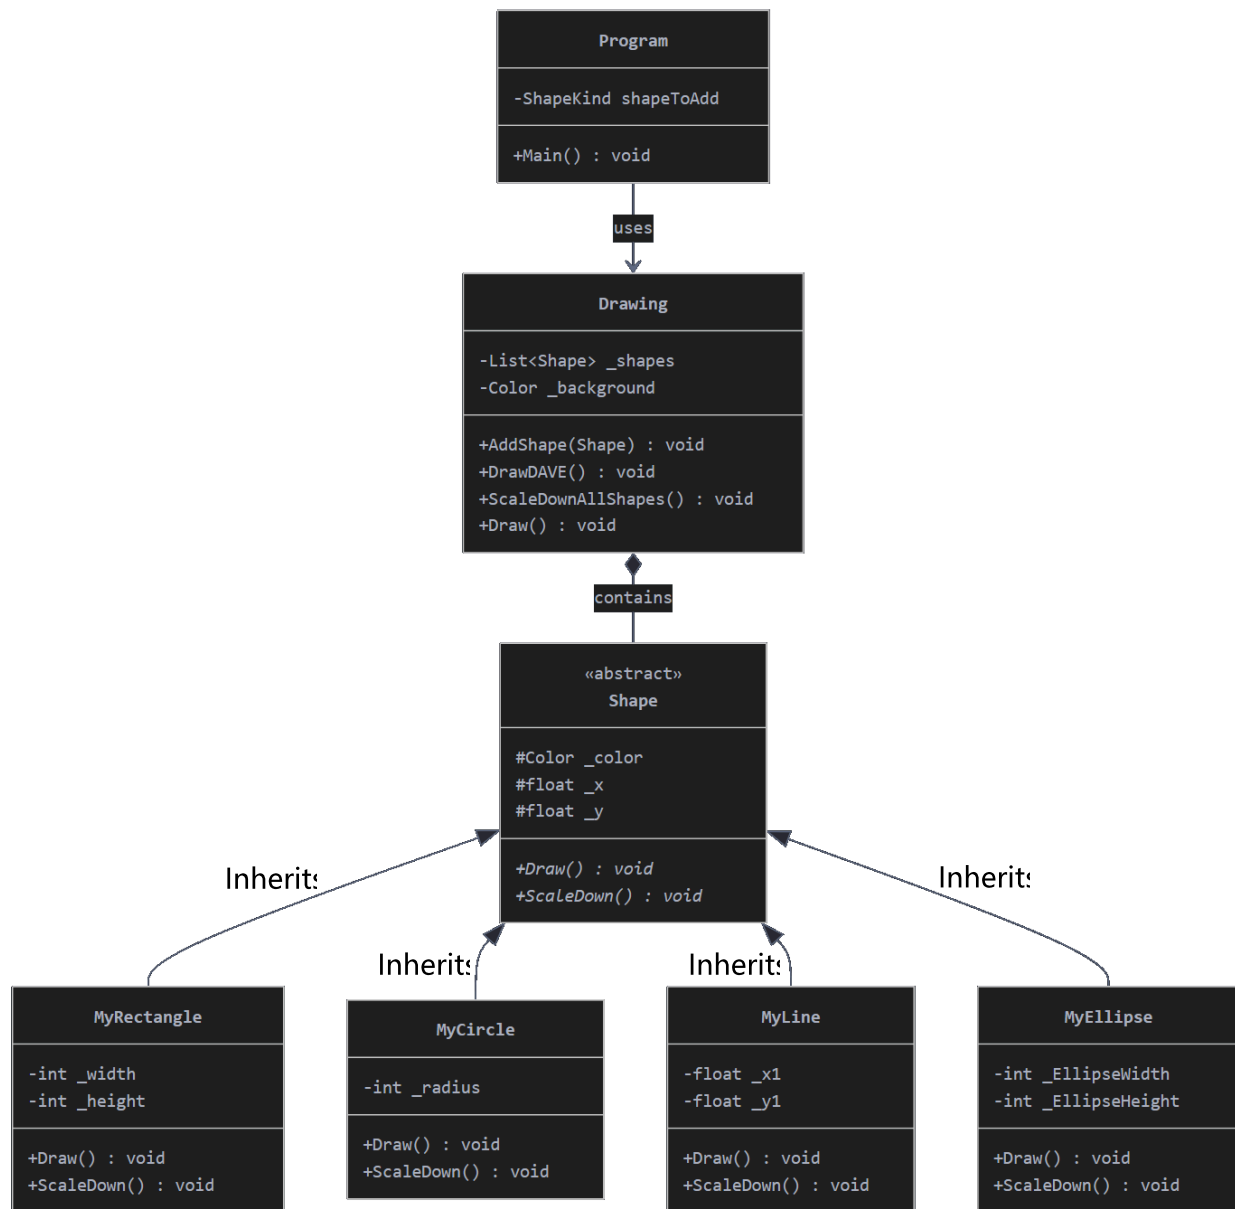 Program
-ShapeKind shapeToAdd
+Main() : void
uses
Drawing
-List<Shape> _shapes
-Color _background
+AddShape(Shape) : void
+DrawDAVE() : void
+ScaleDownAllShapes() : void
+Draw() : void
contains
«abstract»
Shape
#Color _color
#float _x
#float _y
+Draw() : void
+ScaleDown() : void
Inherits
Inherits
Inherits
Inherits
MyRectangle
-int _width
-int _height
+Draw() : void
+ScaleDown() : void
MyCircle
-int _radius
+Draw() : void
+ScaleDown() : void
MyLine
-float _x1
-float _y1
+Draw() : void
+ScaleDown() : void
MyEllipse
-int _EllipseWidth
-int _EllipseHeight
+Draw() : void
+ScaleDown() : void